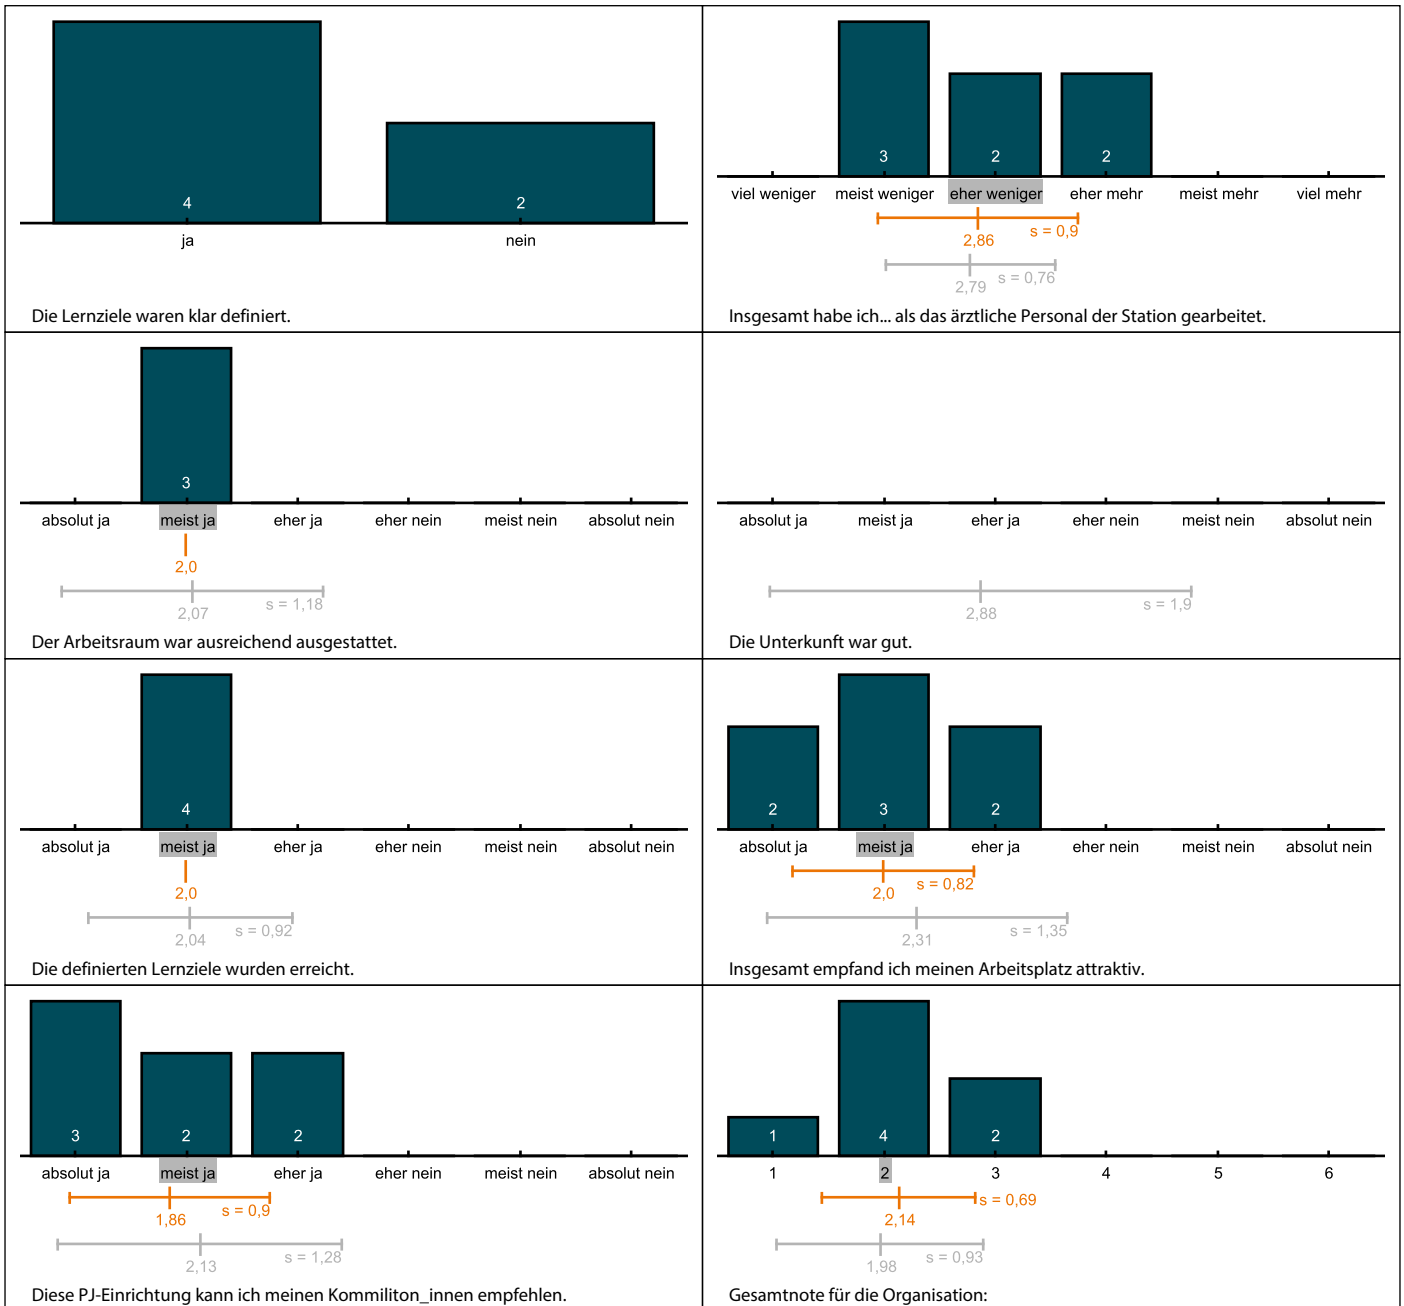 4
2
ja
nein
Die Lernziele waren klar definiert.
3
2
2
viel weniger meist weniger eher weniger eher mehr meist mehr viel mehr
s = 0,9
2,86
s = 0,76
2,79
Insgesamt habe ich... als das ärztliche Personal der Station gearbeitet.
3
absolut ja meist ja eher ja eher nein meist nein absolut nein
2,0
s = 1,18
2,07
Der Arbeitsraum war ausreichend ausgestattet.
absolut ja meist ja eher ja eher nein meist nein absolut nein
s = 1,9
2,88
Die Unterkunft war gut.
4
absolut ja meist ja eher ja eher nein meist nein absolut nein
2,0
s = 0,92
2,04
Die definierten Lernziele wurden erreicht.
2
3
2
absolut ja meist ja eher ja eher nein meist nein absolut nein
s = 0,82
2,0
s = 1,35
2,31
Insgesamt empfand ich meinen Arbeitsplatz attraktiv.
3
2
2
absolut ja meist ja eher ja eher nein meist nein absolut nein
s = 0,9
1,86
s = 1,28
2,13
Diese PJ-Einrichtung kann ich meinen Kommiliton_innen empfehlen.
1
4
2
1 2 3 4 5 6
s = 0,69
2,14
s = 0,93
1,98
Gesamtnote für die Organisation: